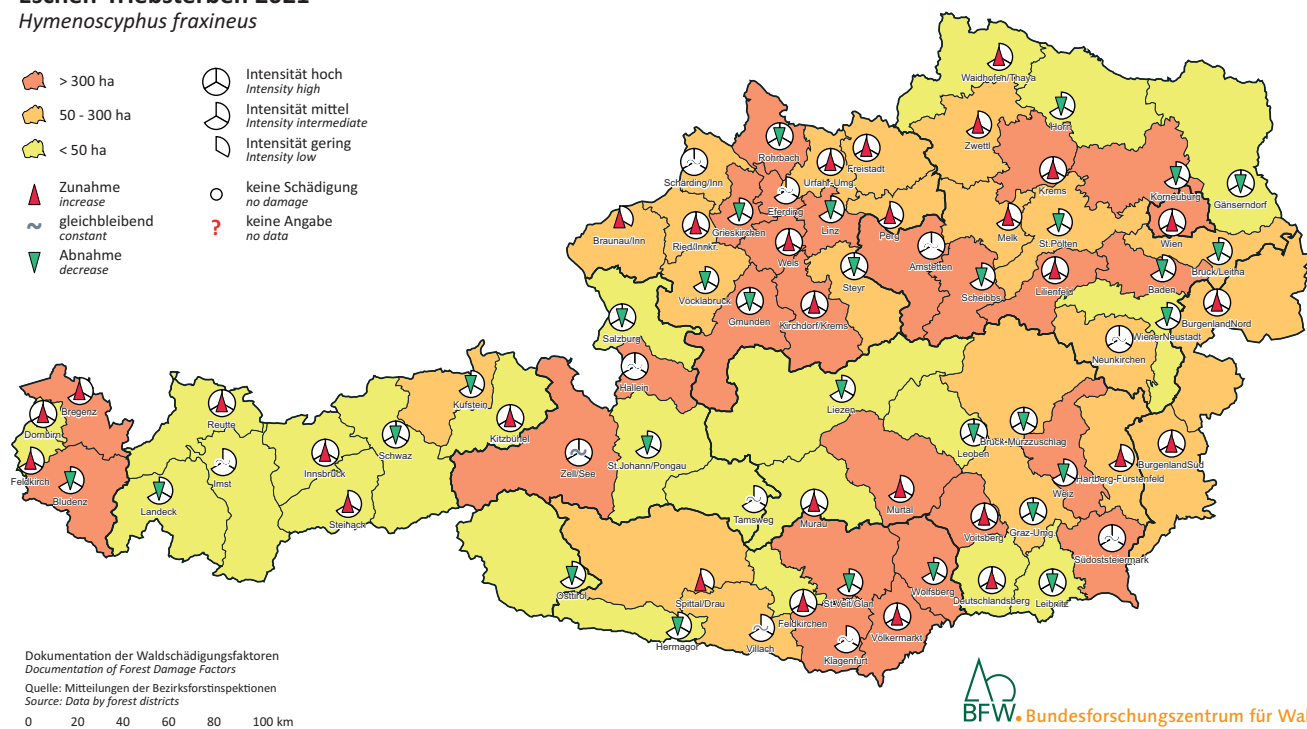 Eschen-Triebsterben 2021
Hymenoscyphus fraxineus
> 300 ha
50 - 300 ha
< 50 ha
Zunahme
increase
gleichbleibend
constant
Abnahme
decrease
Intensität hoch
Intensity high
Intensität mittel
Intensity intermediate
Intensität gering
Intensity low
keine Schädigung
no damage
?
keine Angabe
no data
Waidhofen/Thaya
Horn
Zwettl
Rohrbach
Freistadt
Schärding/Inn
Urfahr-Umg.
Krems
Korneuburg
Gänserndorf
Eferding
Grieskirchen
Linz
Perg
Melk
St.Pölten
Wien
Braunau/Inn
Ried/Innkr.
Wels
Amstetten
Steyr
Scheibbs
Lilienfeld
Baden
Bruck/Leitha
Vöcklabruck
Gmunden
Kirchdorf/Krems
BurgenlandNord
WienerNeustadt
Neunkirchen
Salzburg
Hallein
Liezen
Bregenz
Dornbirn
Feldkirch
Bludenz
Reutte
Imst
Landeck
Innsbruck
Steinach
Schwaz
Kufstein
Kitzbühel
Zell/See
St.Johann/Pongau
Tamsweg
Murau
Murtal
Leoben
Bruck-Mürzzuschlag
Weiz
Hartberg-Fürstenfeld
BurgenlandSüd
Voitsberg
Graz-Umg.
Südoststeiermark
Deutschlandsberg
Leibnitz
Osttirol
Spittal/Drau
Hermagor
Villach
Feldkirchen
St.Veit/Glan
Wolfsberg
Völkermarkt
Klagenfurt
Dokumentation der Waldschädigungsfaktoren
Documentation of Forest Damage Factors
Quelle: Mitteilungen der Bezirksforstinspektionen
Source: Data by forest districts
0 20 40 60 80 100 km
BFW. Bundesforschungszentrum für Wal